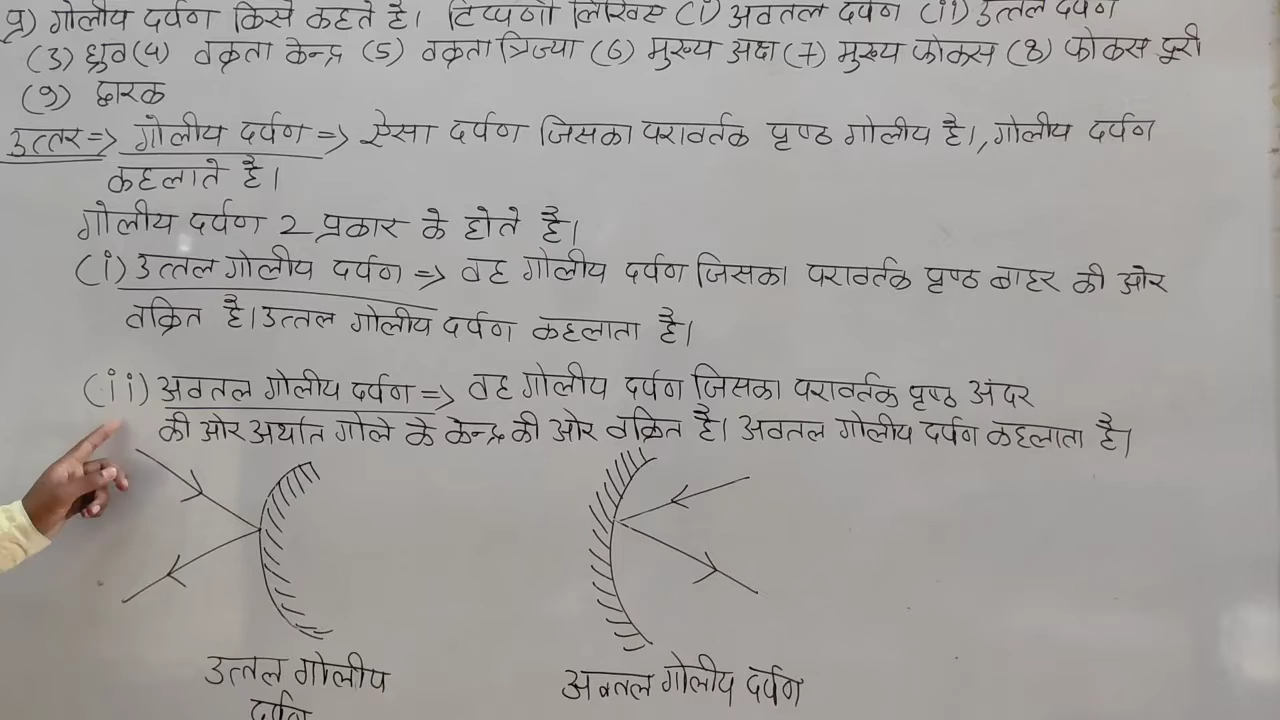 प्र) गोलीय दर्पण किसे कहते है। टिप्पणी लिखिए (i) अवतल दर्पण (ii) उत्तल दर्पण
(3) ध्रुव (4) वक्रता केन्द्र (5) वक्रता त्रिज्या (6) मुख्य अक्ष (7) मुख्य फोकस (8) फोकस दूरी
(9) द्वारक
उत्तर=> गोलीय दर्पण => ऐसा दर्पण जिसका परावर्तक पृष्ठ गोलीय है।, गोलीय दर्पण
कहलाते है।
गोलीय दर्पण 2 प्रकार के होते है।
(i) उत्तल गोलीय दर्पण => वह गोलीय दर्पण जिसका परावर्तक पृष्ठ बाहर की ओर
वक्रित है। उत्तल गोलीय दर्पण कहलाता है।
(ii) अवतल गोलीय दर्पण => वह गोलीय दर्पण जिसका परावर्तक पृष्ठ अंदर
की ओर अर्थात गोले के केन्द्र की ओर वक्रित है। अवतल गोलीय दर्पण कहलाता है।
उत्तल गोलीय
दर्पण
अवतल गोलीय दर्पण